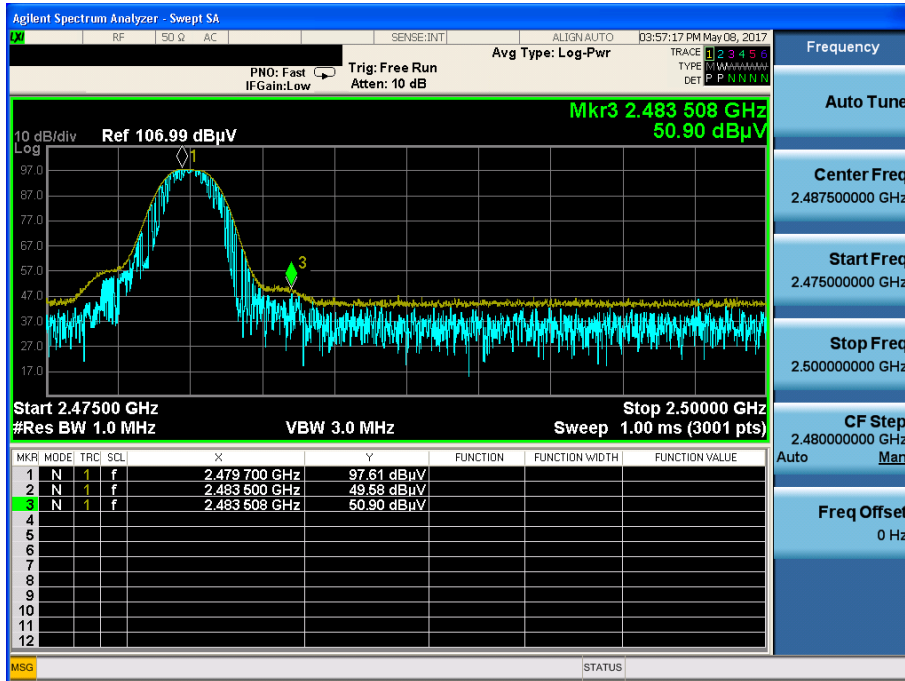 Agilent Spectrum Analyzer - Swept SA
LXI RF 50 Ω AC SENSE:INT ALIGN AUTO 03:57:17 PM May 08, 2017
PNO: Fast Trig: Free Run Avg Type: Log-Pwr TRACE 1 2 3 4 5 6
IFGain:Low Atten: 10 dB TYPE M W W W W W
DET P P N N N N
Frequency
Mkr3 2.483 508 GHz
50.90 dBµV
10 dB/div Ref 106.99 dBµV
Log
97.0
87.0
77.0
67.0
57.0
47.0
37.0
27.0
17.0
1
3
Start 2.47500 GHz Stop 2.50000 GHz
#Res BW 1.0 MHz VBW 3.0 MHz Sweep 1.00 ms (3001 pts)
MKR MODE TRC SCL X Y FUNCTION FUNCTION WIDTH FUNCTION VALUE
1 N 1 f 2.479 700 GHz 97.61 dBµV
2 N 1 f 2.483 500 GHz 49.58 dBµV
3 N 1 f 2.483 508 GHz 50.90 dBµV
4
5
6
7
8
9
10
11
12
Auto Tune
Center Freq
2.487500000 GHz
Start Freq
2.475000000 GHz
Stop Freq
2.500000000 GHz
CF Step
2.480000000 GHz
Auto Man
Freq Offset
0 Hz
MSG STATUS